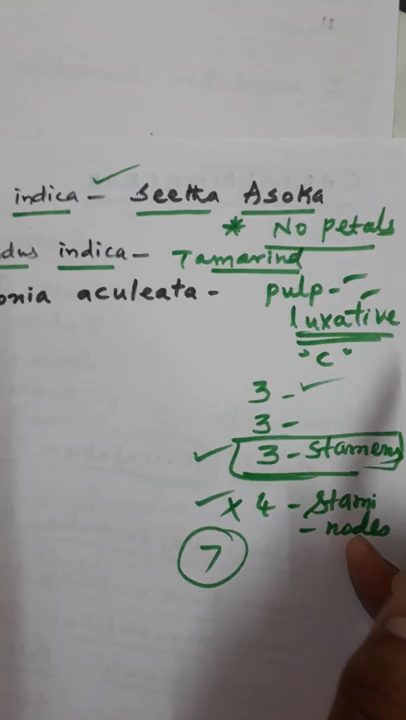 indica - Seetha Asoka
* No petals
dus indica - Tamarind
onia aculeata - pulp -
luxative
"C"
3 -
3 -
3 - Stamens
x 4 - Stami
- nodes
7